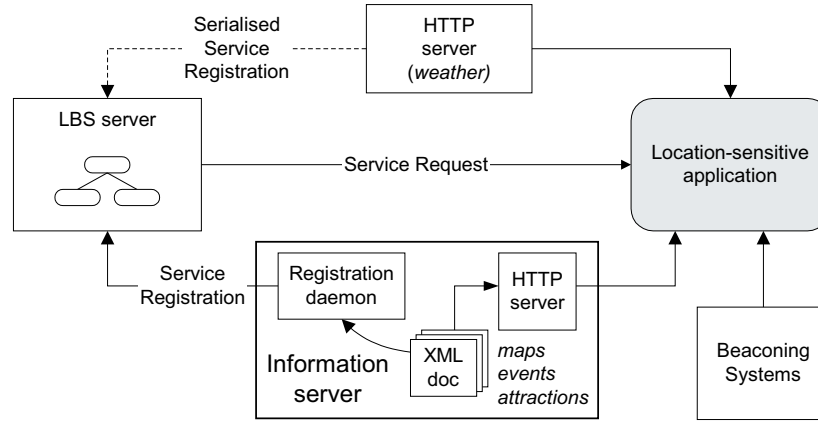 Serialised
Service
Registration
HTTP
server
(weather)
LBS server
Service Request
Location-sensitive
application
Service
Registration
Registration
daemon
HTTP
server
XML
doc
maps
events
attractions
Information
server
Beaconing
Systems